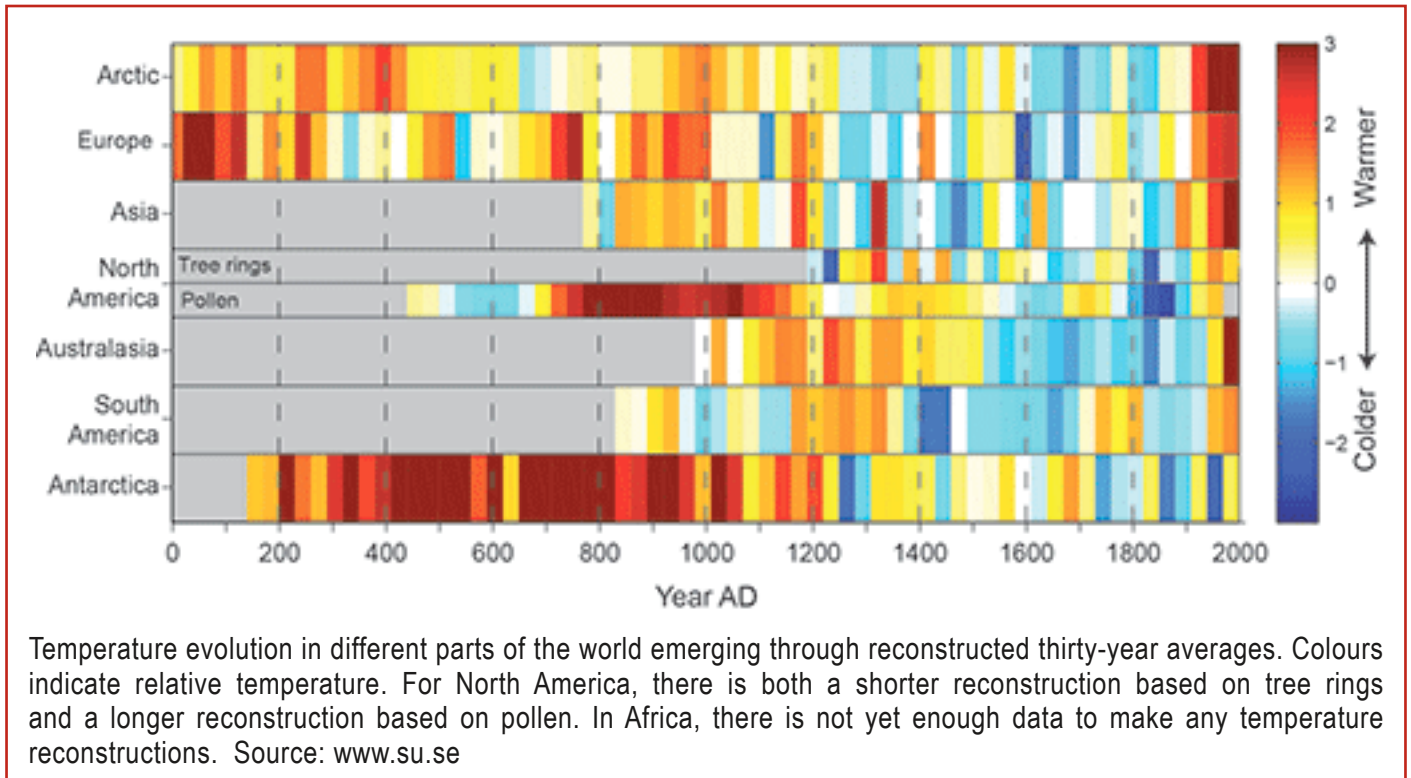 Arctic
Europe
Asia
North
America
Tree rings
Pollen
Australasia
South
America
Antarctica
0 200 400 600 800 1000 1200 1400 1600 1800 2000
Year AD
3
2
1
0
−1
−2
Warmer
Colder
Temperature evolution in different parts of the world emerging through reconstructed thirty-year averages. Colours
indicate relative temperature. For North America, there is both a shorter reconstruction based on tree rings
and a longer reconstruction based on pollen. In Africa, there is not yet enough data to make any temperature
reconstructions. Source: www.su.se